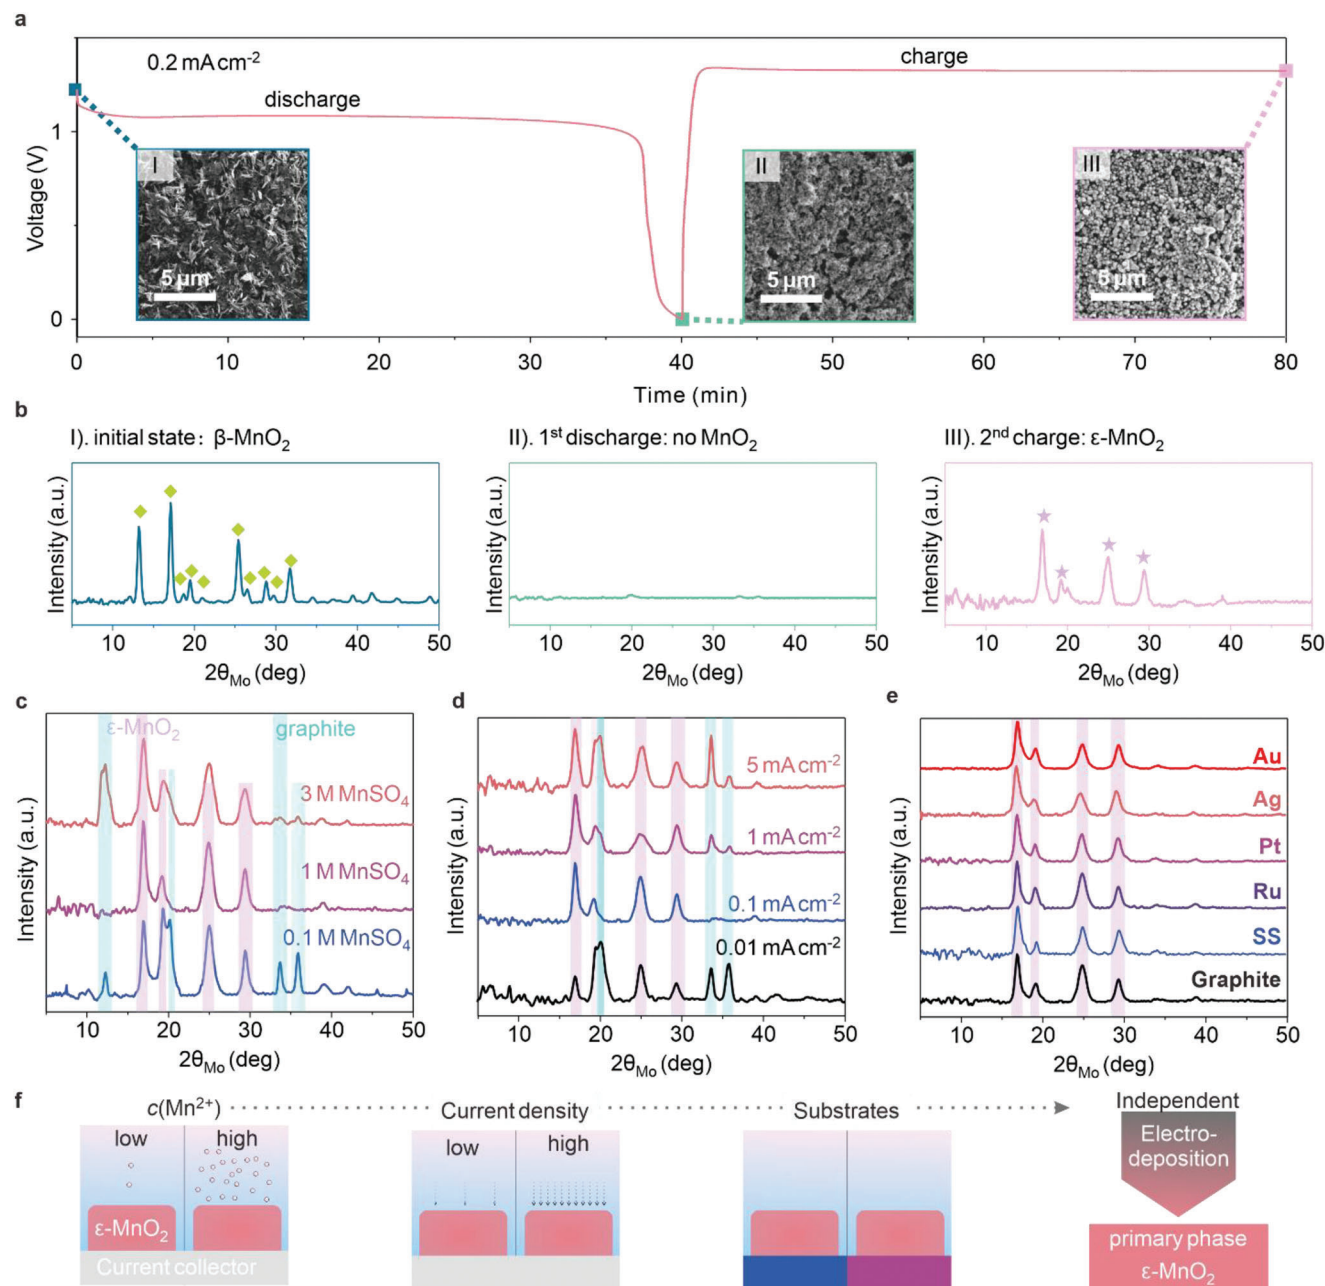 a
0.2 mA cm-2
discharge
charge
I
II
III
5 µm
5 µm
5 µm
Voltage (V)
1
0
0 10 20 30 40 50 60 70 80
Time (min)
b
I). initial state: β-MnO2
II). 1st discharge: no MnO2
III). 2nd charge: ε-MnO2
Intensity (a.u.)
10 20 30 40 50
2θMo (deg)
Intensity (a.u.)
10 20 30 40 50
2θMo (deg)
Intensity (a.u.)
10 20 30 40 50
2θMo (deg)
c
ε-MnO2
graphite
3 M MnSO4
1 M MnSO4
0.1 M MnSO4
Intensity (a.u.)
10 20 30 40 50
2θMo (deg)
d
5 mA cm-2
1 mA cm-2
0.1 mA cm-2
0.01 mA cm-2
Intensity (a.u.)
10 20 30 40 50
2θMo (deg)
e
Au
Ag
Pt
Ru
SS
Graphite
Intensity (a.u.)
10 20 30 40 50
2θMo (deg)
f
c(Mn2+)
Current density
Substrates
Independent
low
high
low
high
Electro-
deposition
ε-MnO2
Current collector
primary phase
ε-MnO2